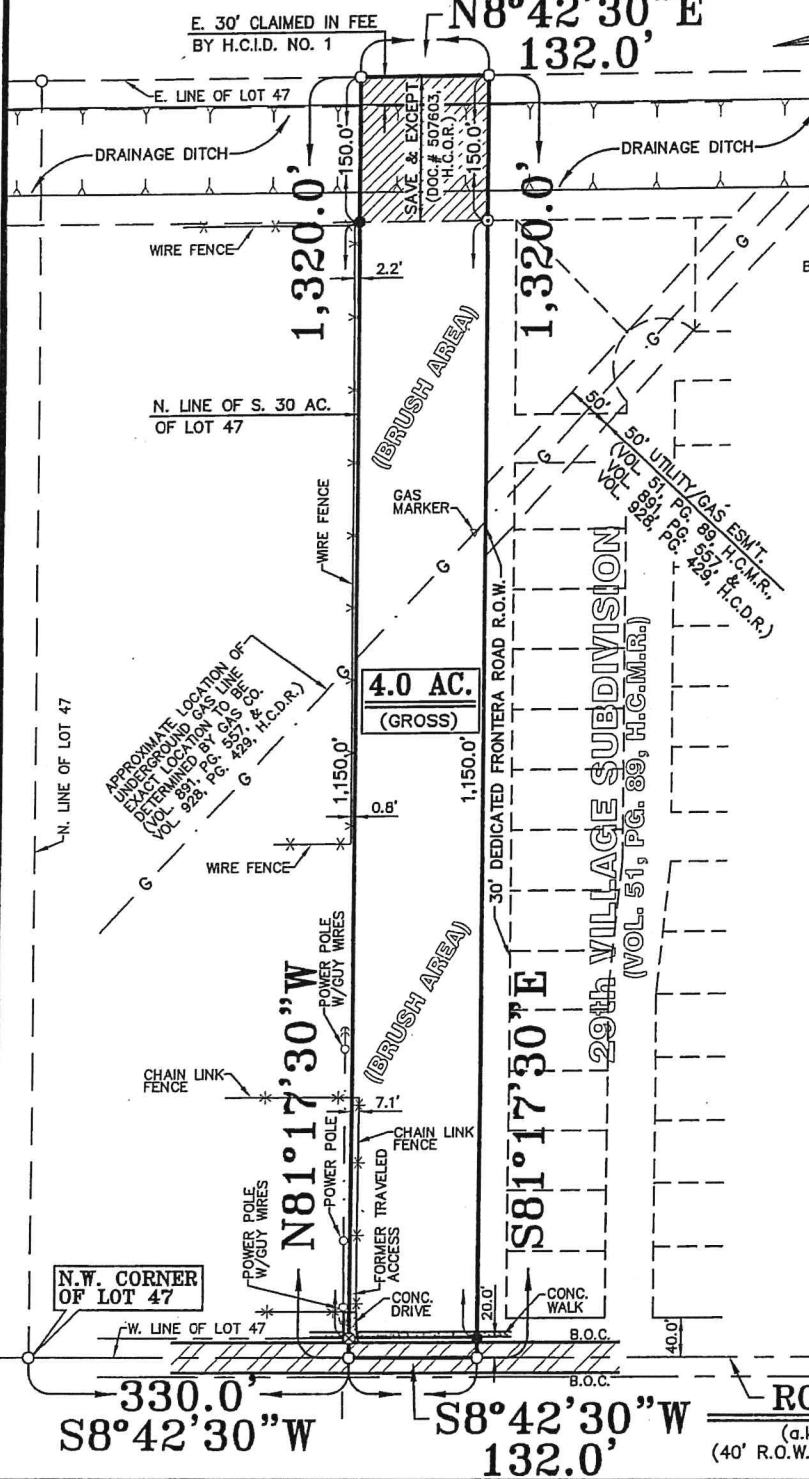 E. 30' CLAIMED IN FEE
BY H.C.I.D. NO. 1
N8°42'30"E
132.0'
E. LINE OF LOT 47
DRAINAGE DITCH
DRAINAGE DITCH
150.0'
SAVE & EXCEPT
(DOC.# 507603,
H.C.O.R.)
150.0'
1,320.0'
1,320.0'
WIRE FENCE
2.2'
(BRUSH AREA)
N. LINE OF S. 30 AC.
OF LOT 47
G
G
G
50'
50' UTILITY/GAS ESM'T.
(VOL. 51, PG. 89, H.C.M.R.,
VOL. 891, PG. 557, &
VOL. 928, PG. 429, H.C.D.R.)
GAS
MARKER
WIRE FENCE
G
G
G
APPROXIMATE LOCATION OF
UNDERGROUND GAS LINE
EXACT LOCATION TO BE
DETERMINED BY GAS CO.
(VOL. 891, PG. 557, &
VOL. 928, PG. 429, H.C.D.R.)
4.0 AC.
(GROSS)
N. LINE OF LOT 47
1,150.0'
1,150.0'
30' DEDICATED FRONTERA ROAD R.O.W.
29th VILLAGE SUBDIVISION
(VOL. 51, PG. 89, H.C.M.R.)
0.8'
WIRE FENCE
POWER POLE
W/GUY WIRES
(BRUSH AREA)
N81°17'30"W
S81°17'30"E
CHAIN LINK
FENCE
7.1'
CHAIN LINK
FENCE
POWER POLE
POWER POLE
W/GUY WIRES
FORMER TRAVELED
ACCESS
CONC.
DRIVE
20.0'
CONC.
WALK
N.W. CORNER
OF LOT 47
W. LINE OF LOT 47
B.O.C.
40.0'
B.O.C.
330.0'
S8°42'30"W
S8°42'30"W
132.0'
RO
(a.k
(40' R.O.W.